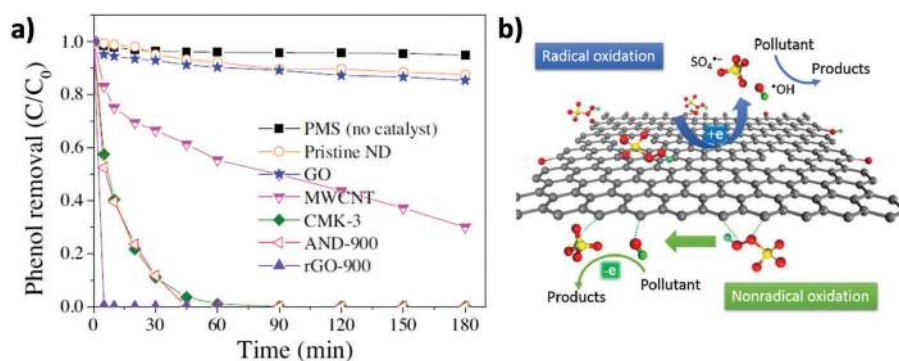 a)
Phenol removal (C/C₀)
1.0
0.8
0.6
0.4
0.2
0.0
PMS (no catalyst)
Pristine ND
GO
MWCNT
CMK-3
AND-900
rGO-900
0 30 60 90 120 150 180
Time (min)
b)
Radical oxidation
SO₄•−
Pollutant
Products
•OH
+e
-e
Products
Pollutant
Nonradical oxidation